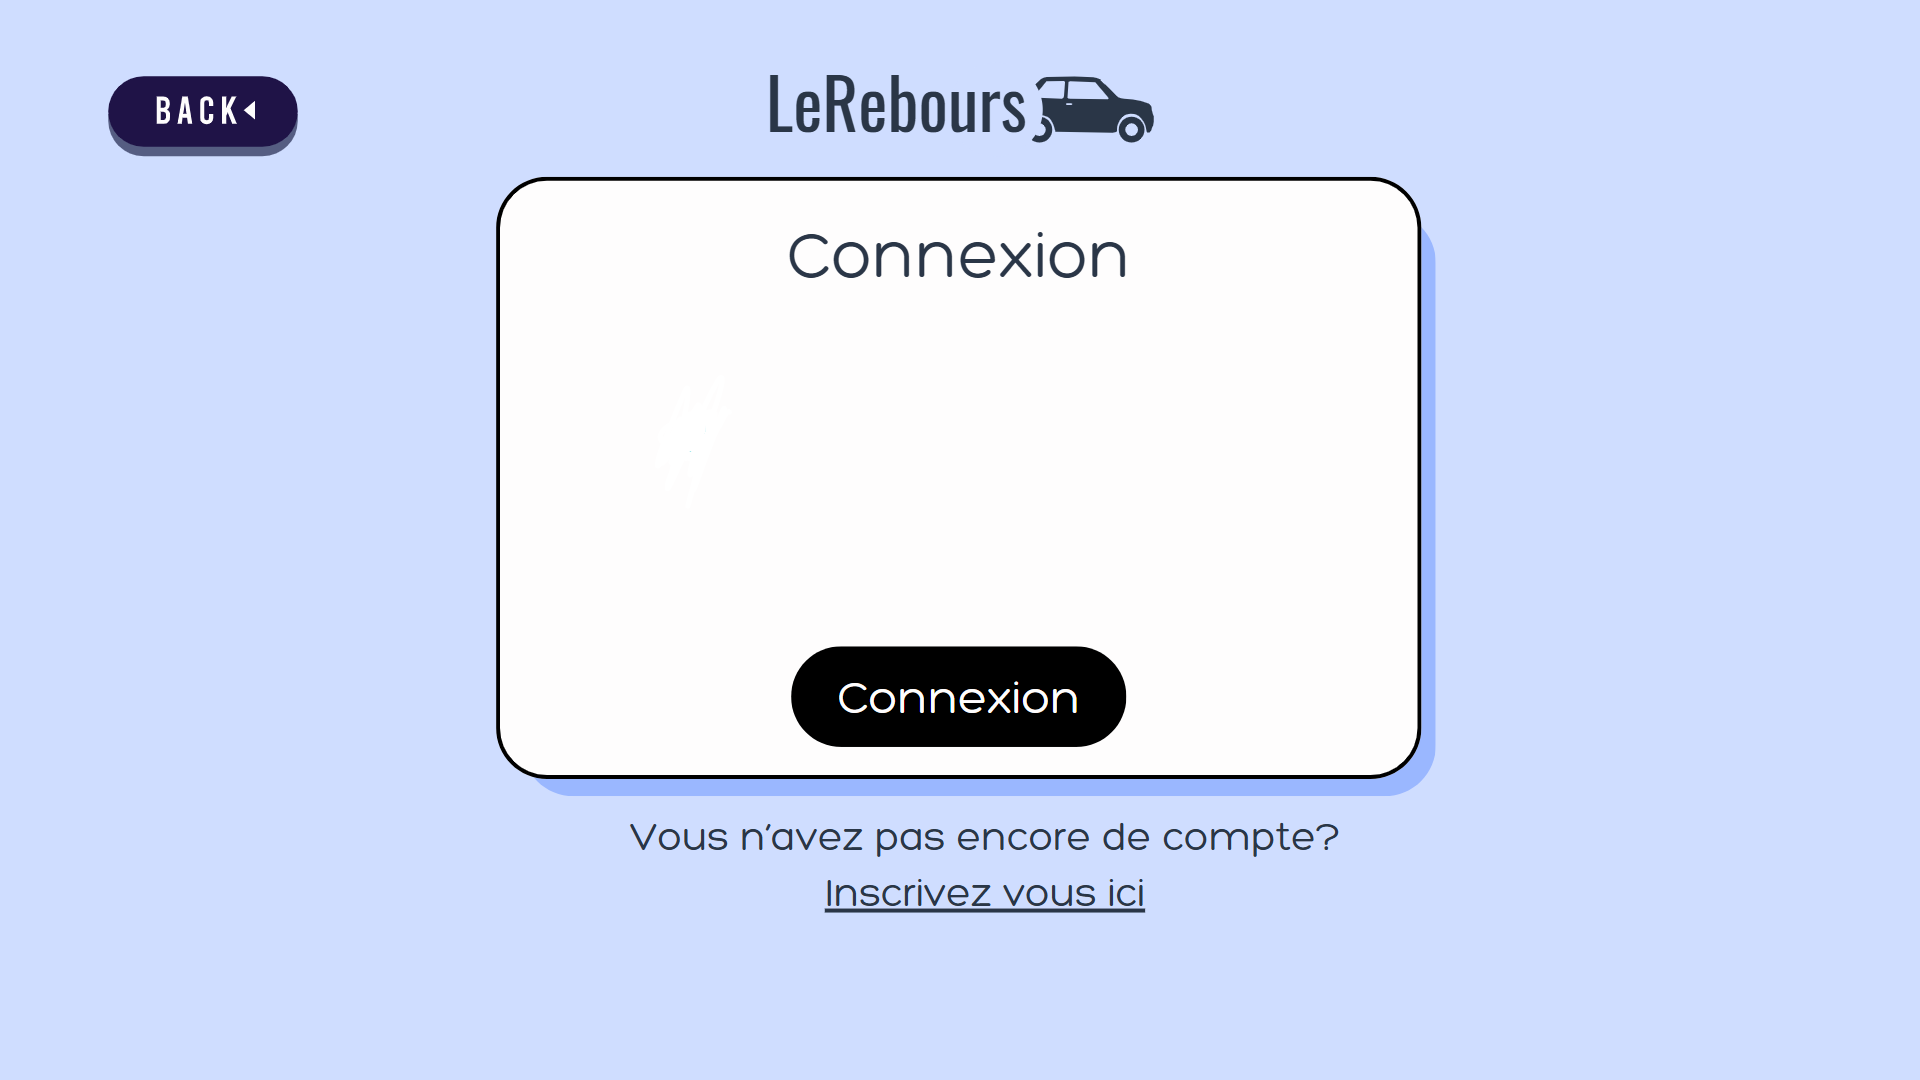 BACK
LeRebours
Connexion
Connexion
Vous n'avez pas encore de compte?
Inscrivez vous ici